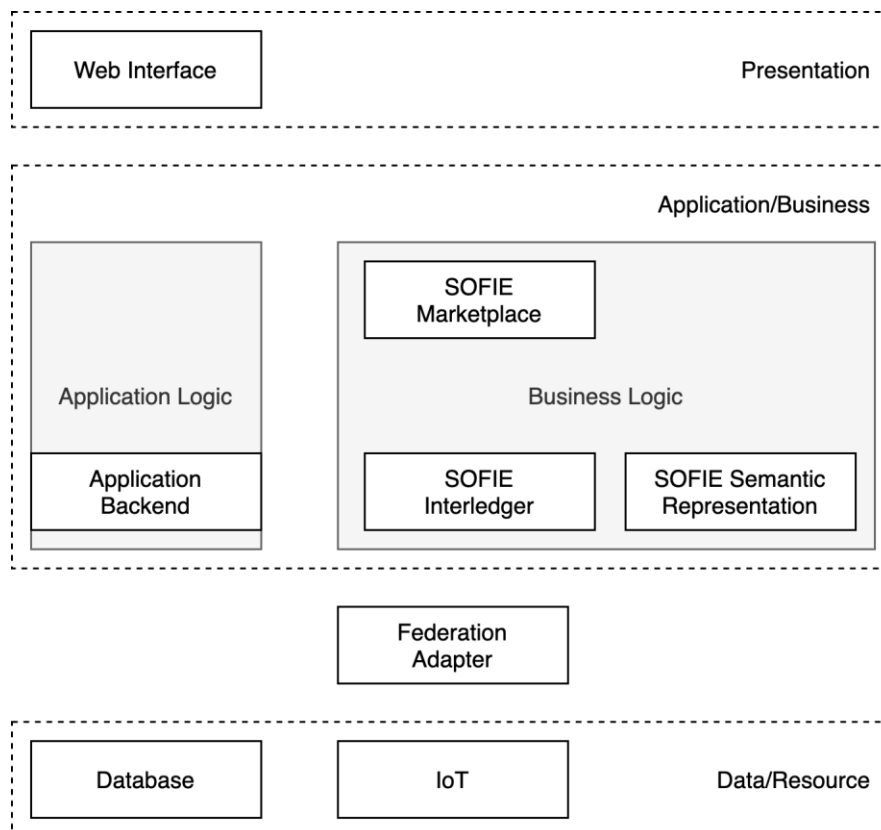 Web Interface
Presentation
Application/Business
SOFIE
Marketplace
Application Logic
Business Logic
Application
Backend
SOFIE
Interledger
SOFIE Semantic
Representation
Federation
Adapter
Database
IoT
Data/Resource